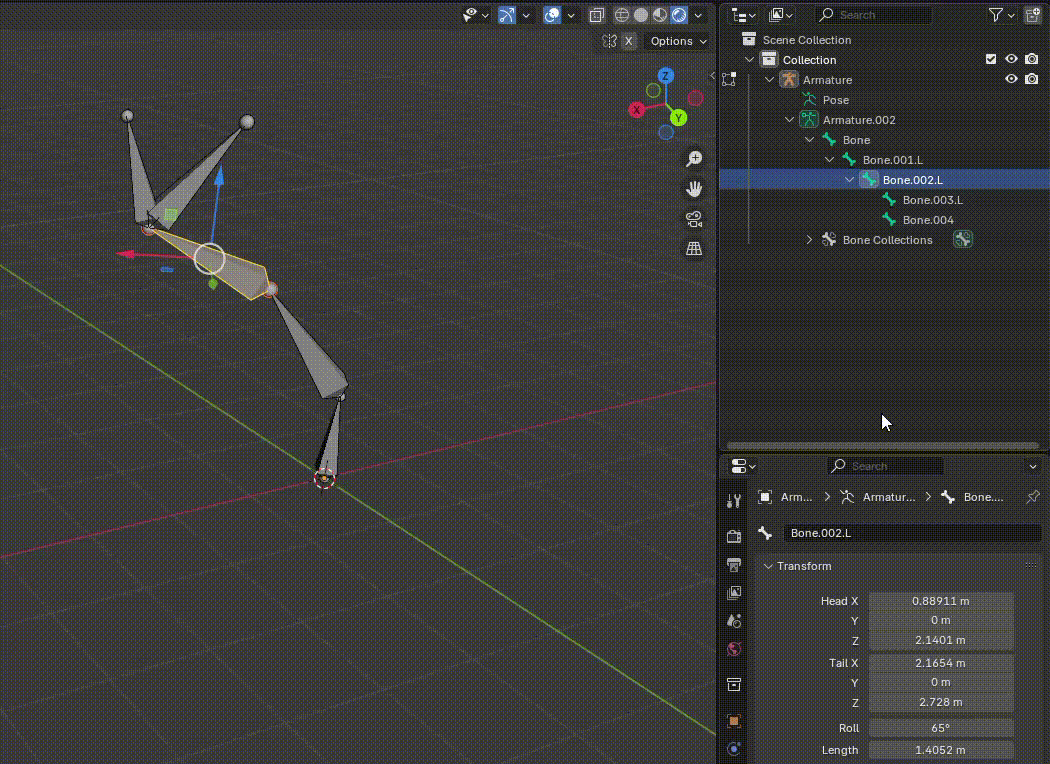 Search
X Options
Scene Collection
Collection
Armature
Pose
Armature.002
Bone
Bone.001.L
Bone.002.L
Bone.003.L
Bone.004
Bone Collections
Z
X
Y
Search
Arm... > Armatur... > Bone....
Bone.002.L
Transform
Head X 0.88911 m
Y 0 m
Z 2.1401 m
Tail X 2.1654 m
Y 0 m
Z 2.728 m
Roll 65°
Length 1.4052 m